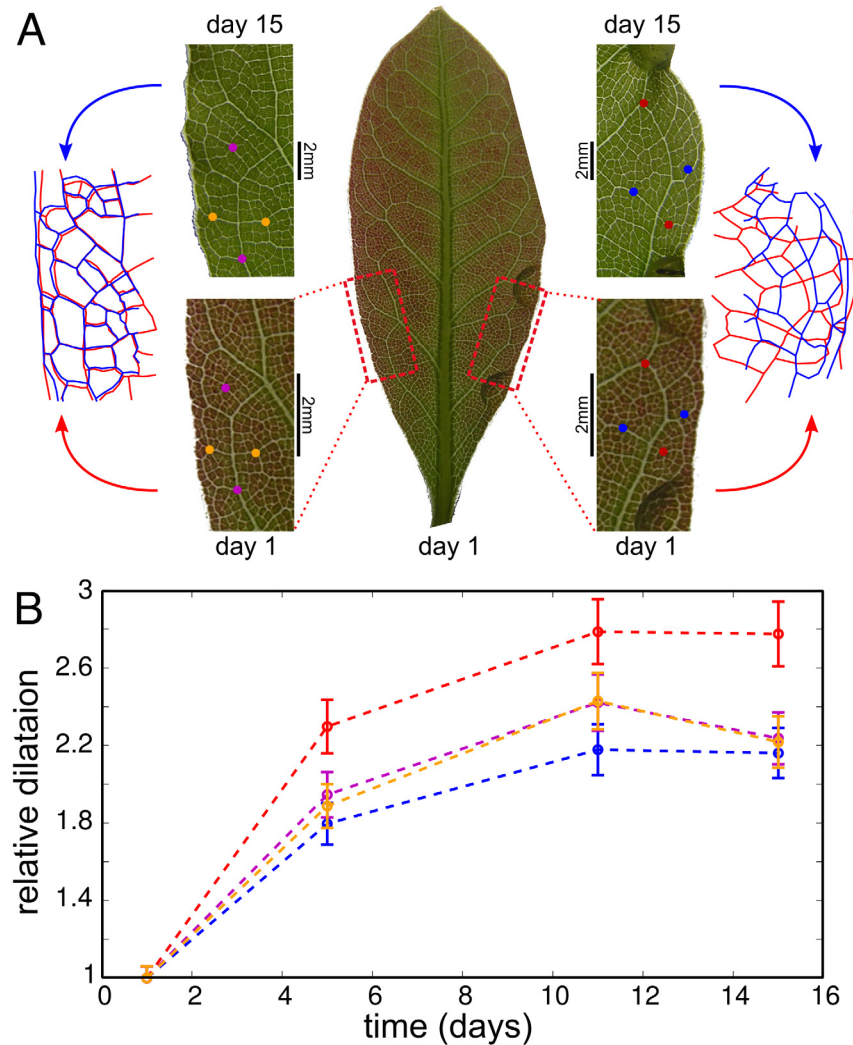 A
day 15
day 15
2mm
2mm
2mm
2mm
day 1
day 1
day 1
B
3
2.6
2.2
1.8
1.4
1
0
2
4
6
8
10
12
14
16
relative dilataion
time (days)